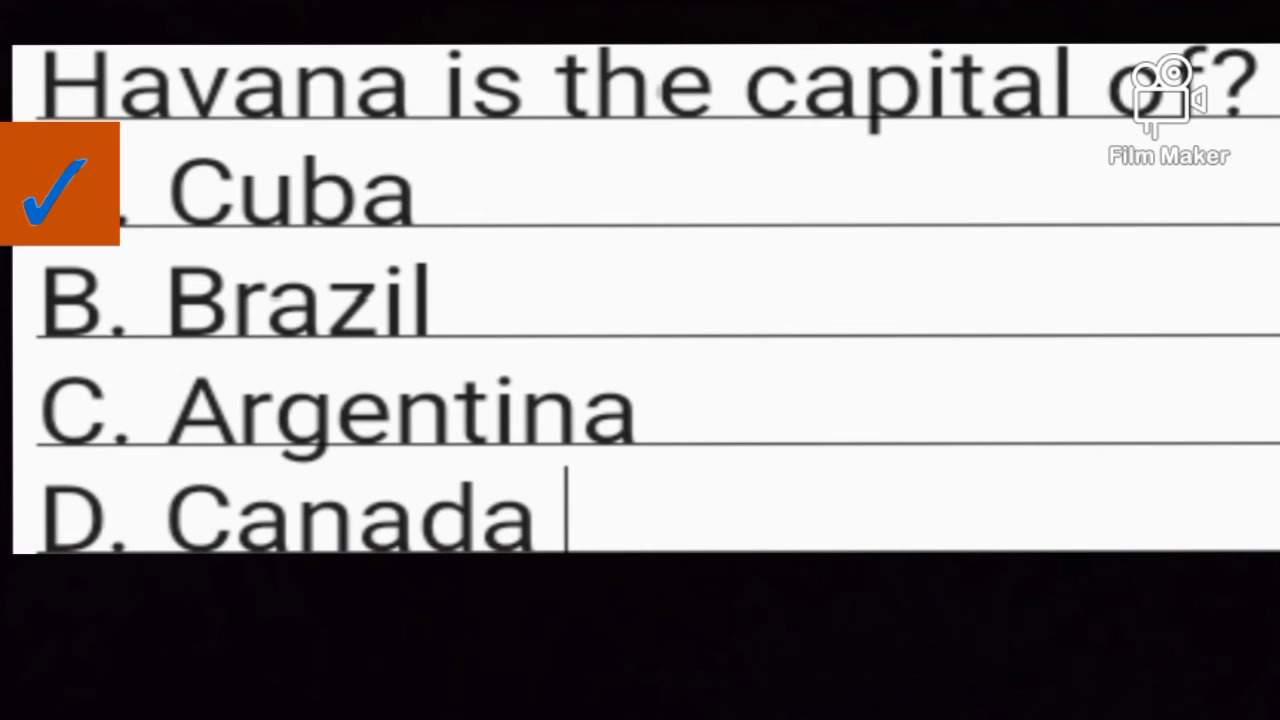 Havana is the capital of?
. Cuba
B. Brazil
C. Argentina
D. Canada
Film Maker